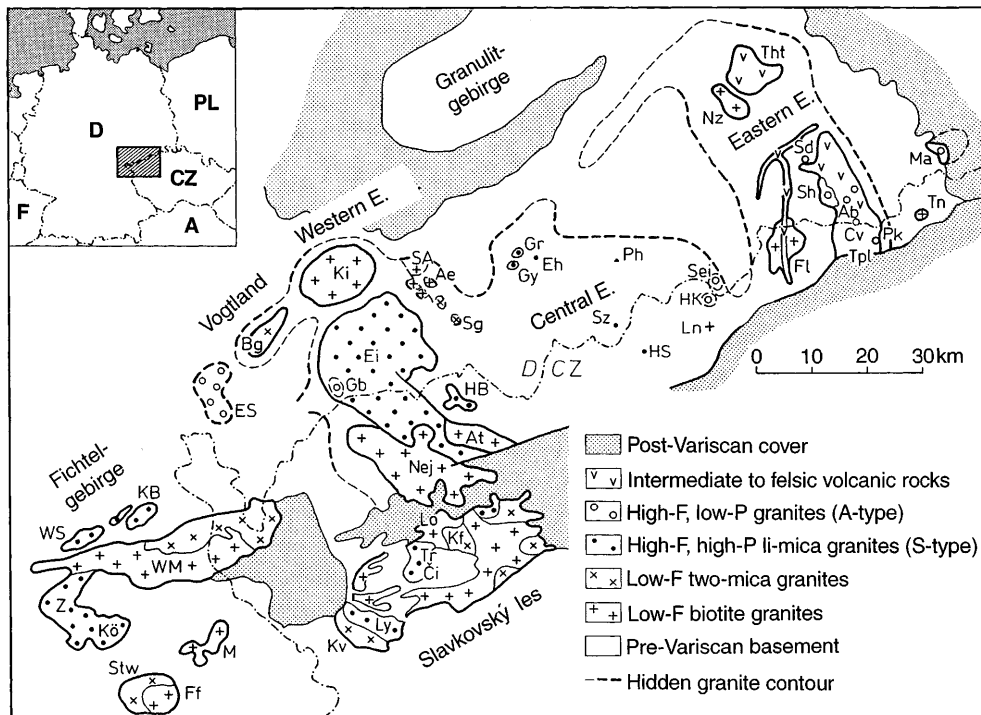 D
PL
CZ
F
A
Granulit-
gebirge
Tht
Nz
Eastern E.
Sd
Ma
Sh
Tn
Ab
Cv
Pk
Tpl
Fl
Western E.
SA
Ae
Gr
Gy
Eh
Ph
Sei
HK
Ki
Central E.
Sg
Sz
Ln
HS
Vogtland
Bg
Ei
D
CZ
Gb
HB
ES
At
Nej
0 10 20 30 km
Fichtel-
gebirge
KB
WS
WM
Lo
Kf
Tř
Či
Z
Kö
Ly
Kv
Slavkovský les
M
Stw
Ff
Post-Variscan cover
Intermediate to felsic volcanic rocks
High-F, low-P granites (A-type)
High-F, high-P li-mica granites (S-type)
Low-F two-mica granites
Low-F biotite granites
Pre-Variscan basement
Hidden granite contour